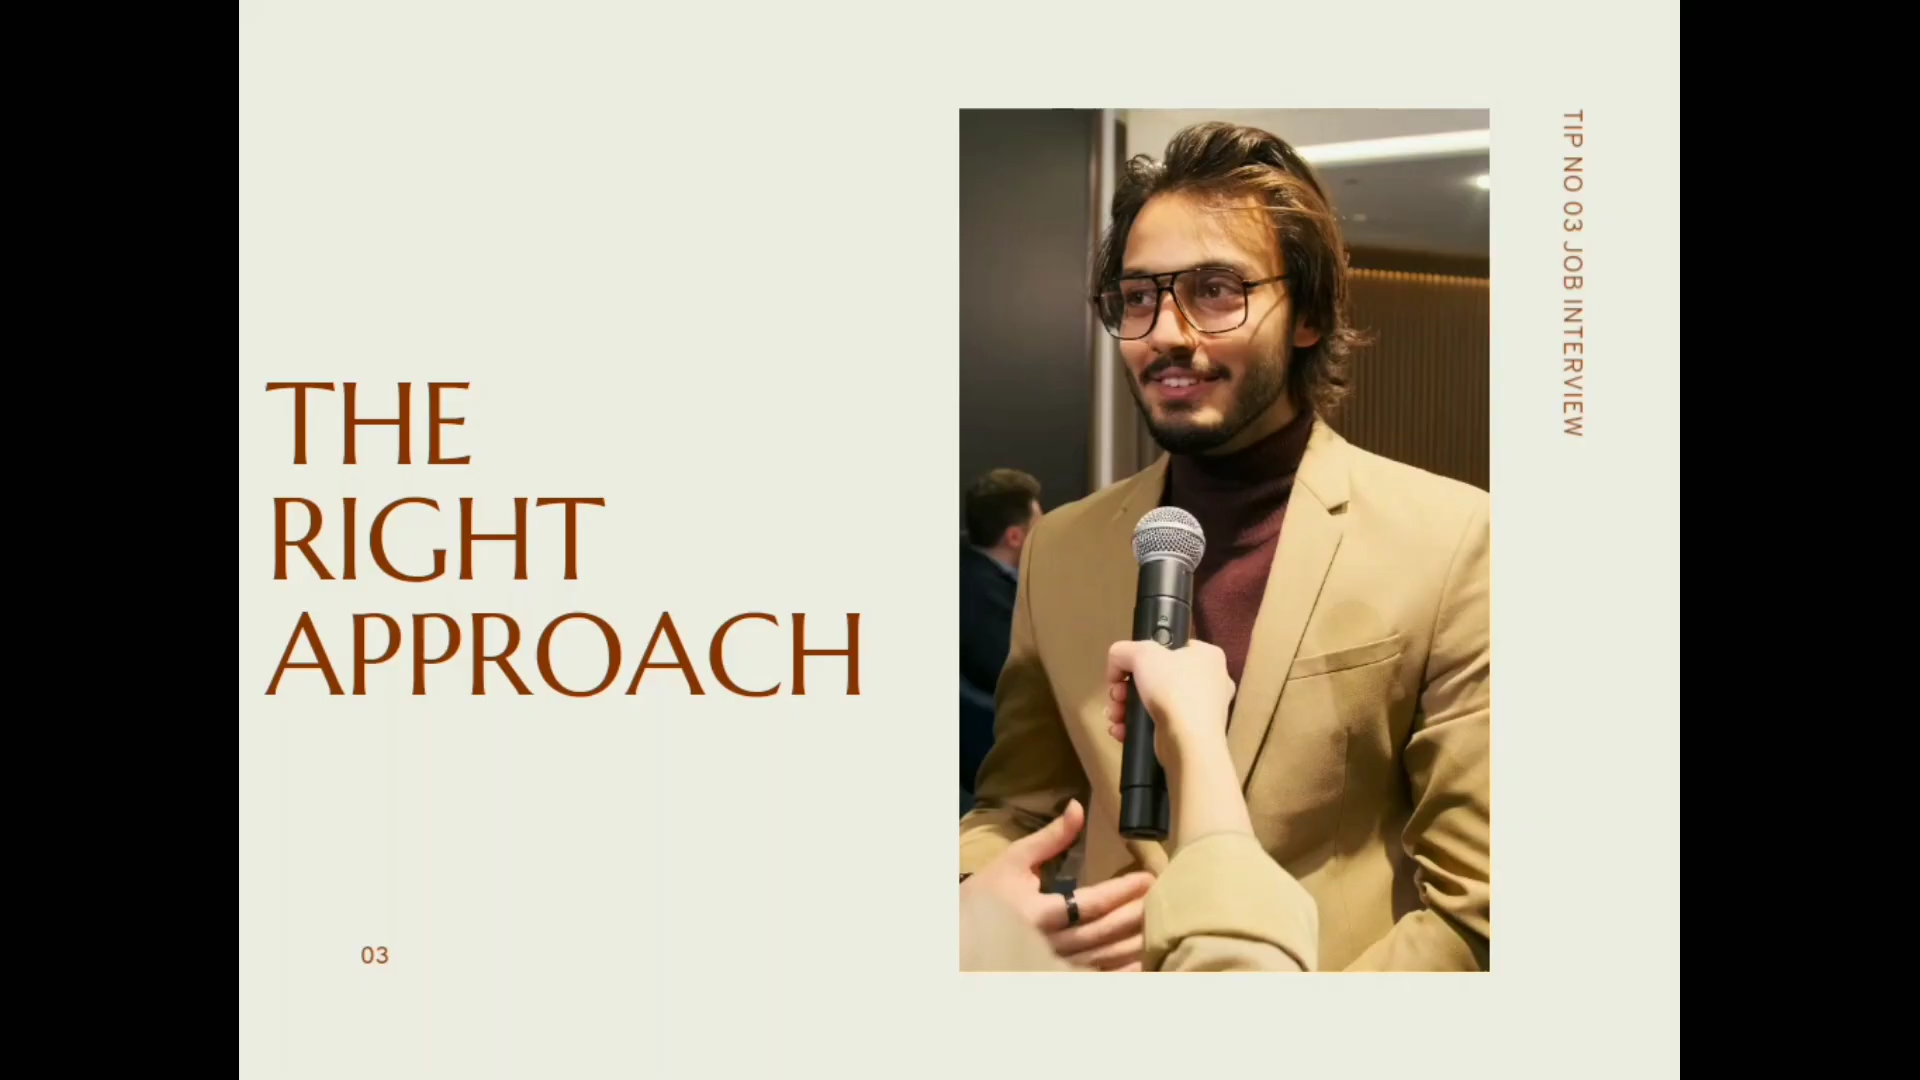 THE
RIGHT
APPROACH
03
TIP NO 03 JOB INTERVIEW